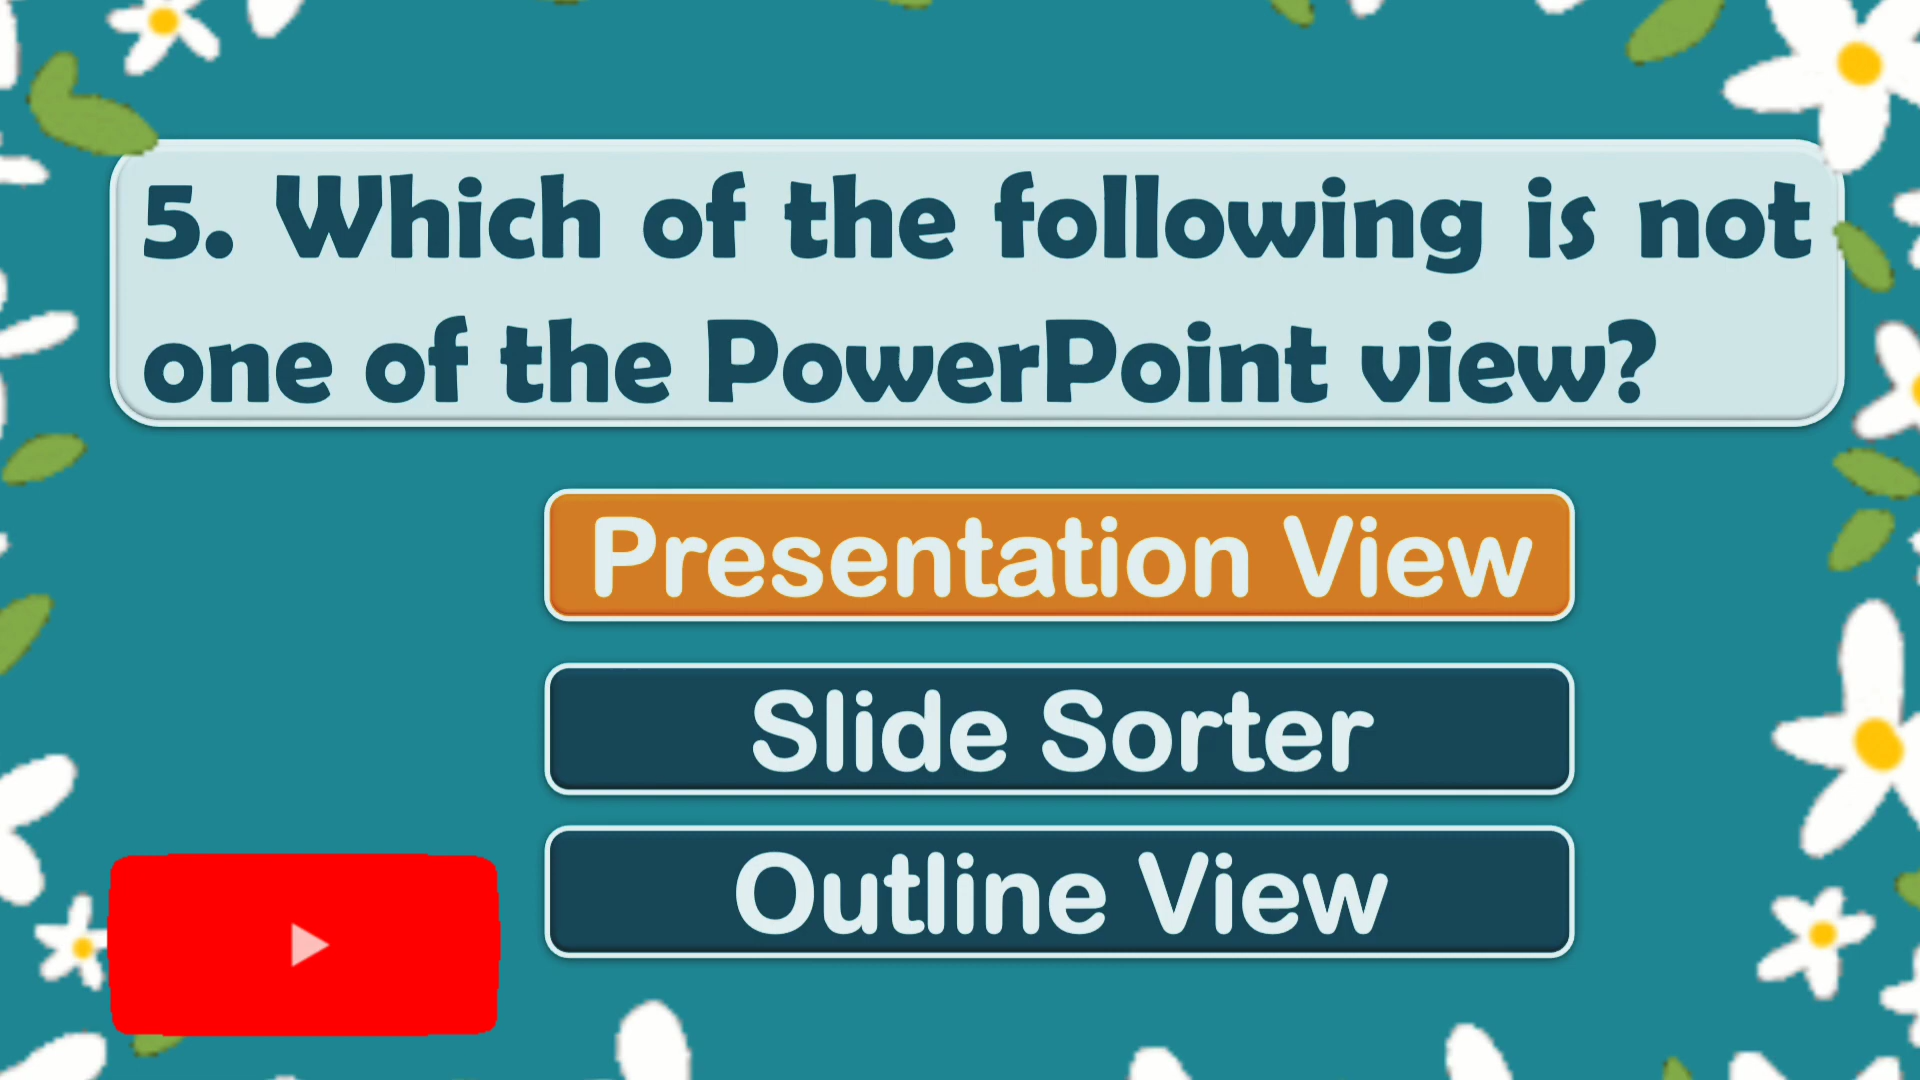 5. Which of the following is not
one of the PowerPoint view?
Presentation View
Slide Sorter
Outline View